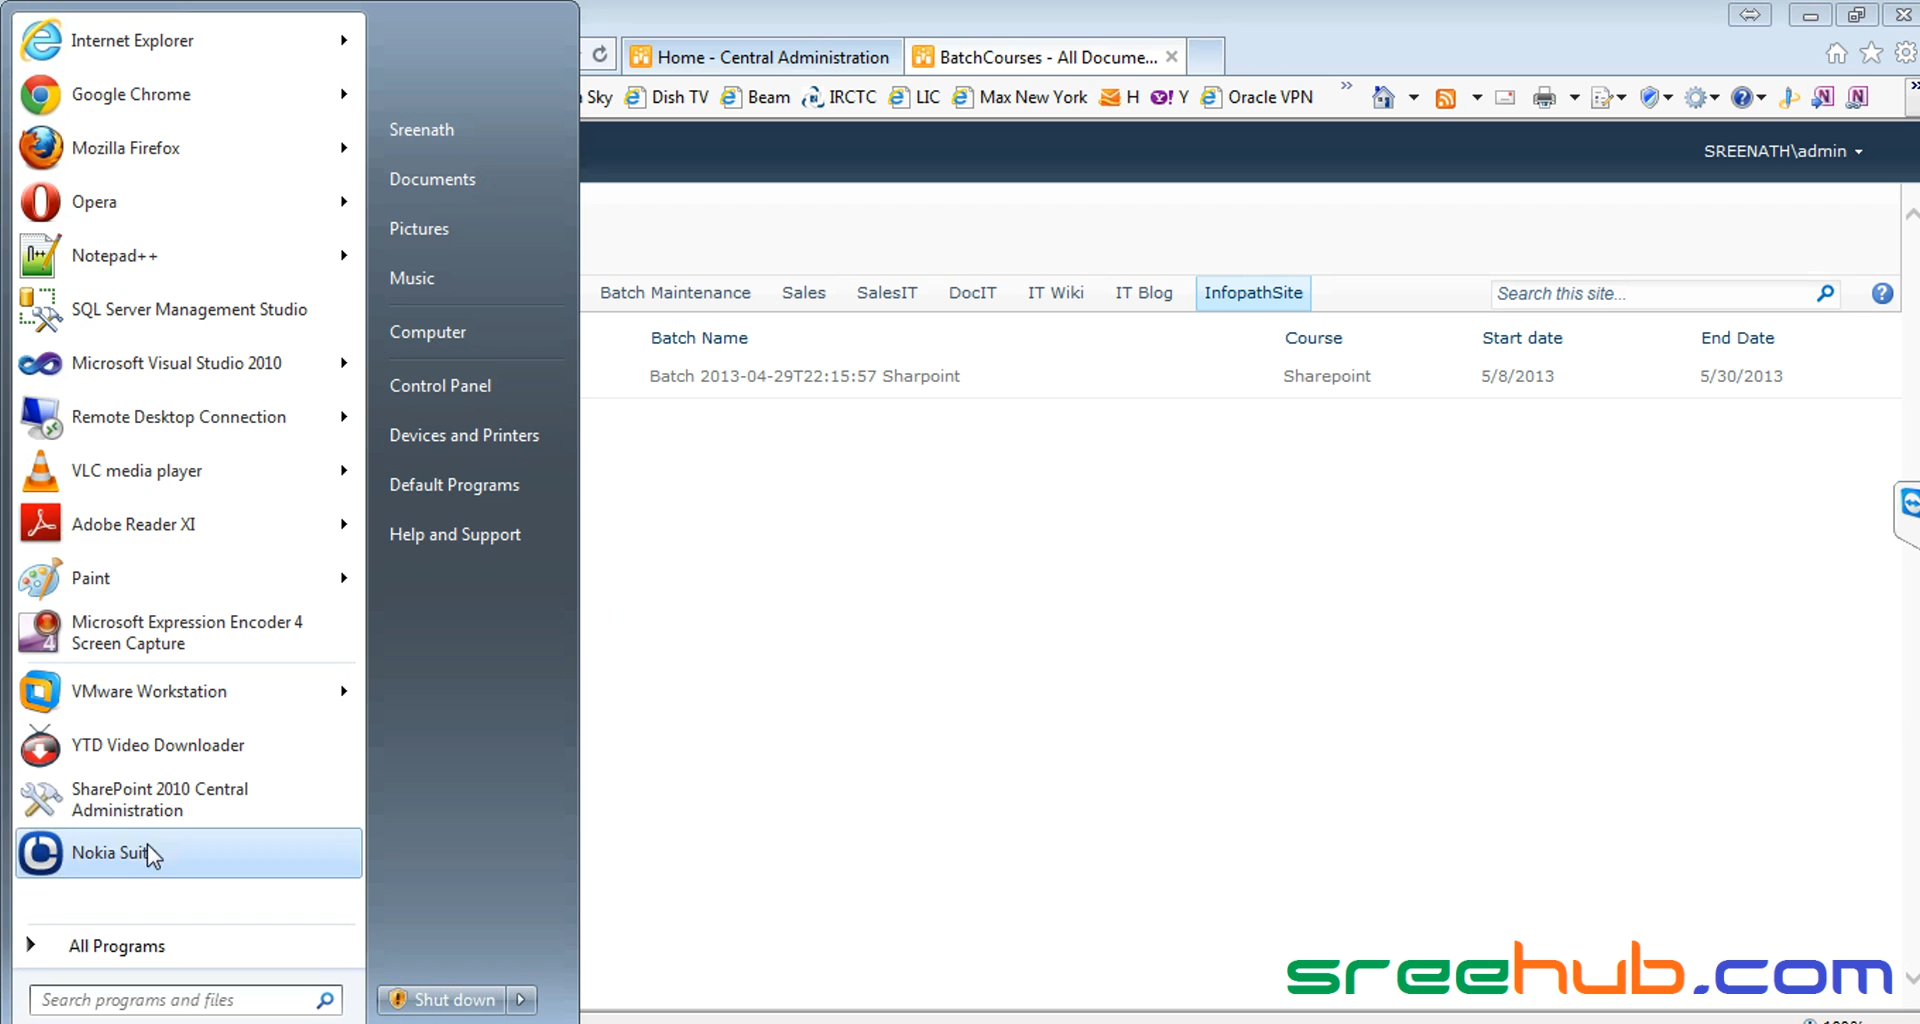 Internet Explorer
Google Chrome
Mozilla Firefox
Opera
Notepad++
SQL Server Management Studio
Microsoft Visual Studio 2010
Remote Desktop Connection
VLC media player
Adobe Reader XI
Paint
Microsoft Expression Encoder 4
Screen Capture
VMware Workstation
YTD Video Downloader
SharePoint 2010 Central
Administration
Nokia Suit
All Programs
Search programs and files
Sreenath
Documents
Pictures
Music
Computer
Control Panel
Devices and Printers
Default Programs
Help and Support
Shut down
Home - Central Administration
BatchCourses - All Docume...
Sky Dish TV Beam IRCTC LIC Max New York H Y Oracle VPN
SREENATH\admin
Batch Maintenance Sales SalesIT DocIT IT Wiki IT Blog InfopathSite Search this site...
Batch Name Course Start date End Date
Batch 2013-04-29T22:15:57 Sharpoint Sharepoint 5/8/2013 5/30/2013
sreehub.com